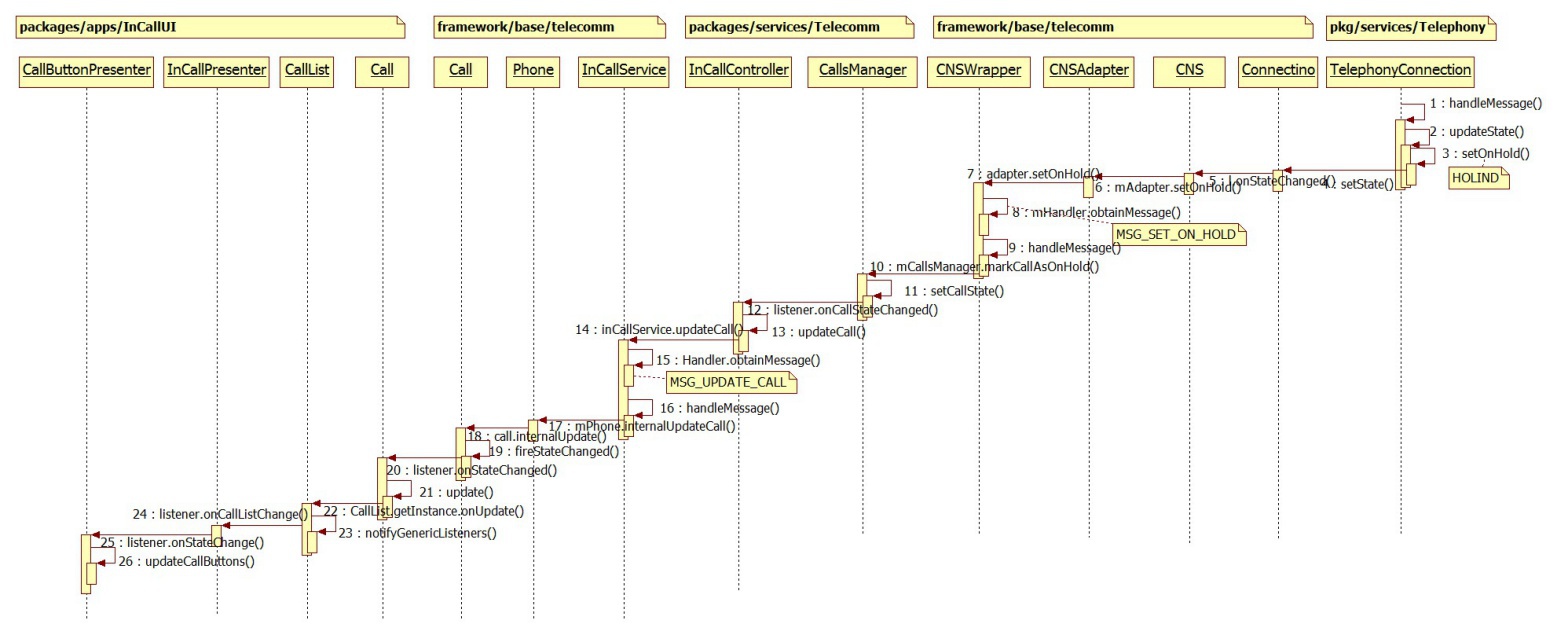 packages/apps/InCallUI
framework/base/telecomm
packages/services/Telecomm
framework/base/telecomm
pkg/services/Telephony
CallButtonPresenter
InCallPresenter
CallList
Call
Call
Phone
InCallService
InCallController
CallsManager
CNSWrapper
CNSAdapter
CNS
Connectino
TelephonyConnection
1 : handleMessage()
2 : updateState()
3 : setOnHold()
HOLIND
4 : setState()
5 : l.onStateChanged()
6 : mAdapter.setOnHold()
7 : adapter.setOnHold()
8 : mHandler.obtainMessage()
MSG_SET_ON_HOLD
9 : handleMessage()
10 : mCallsManager.markCallAsOnHold()
11 : setCallState()
12 : listener.onCallStateChanged()
13 : updateCall()
14 : inCallService.updateCall()
15 : Handler.obtainMessage()
MSG_UPDATE_CALL
16 : handleMessage()
17 : mPhone.internalUpdateCall()
18 : call.internalUpdate()
19 : fireStateChanged()
20 : listener.onStateChanged()
21 : update()
22 : CallList.getInstance.onUpdate()
23 : notifyGenericListeners()
24 : listener.onCallListChange()
25 : listener.onStateChange()
26 : updateCallButtons()